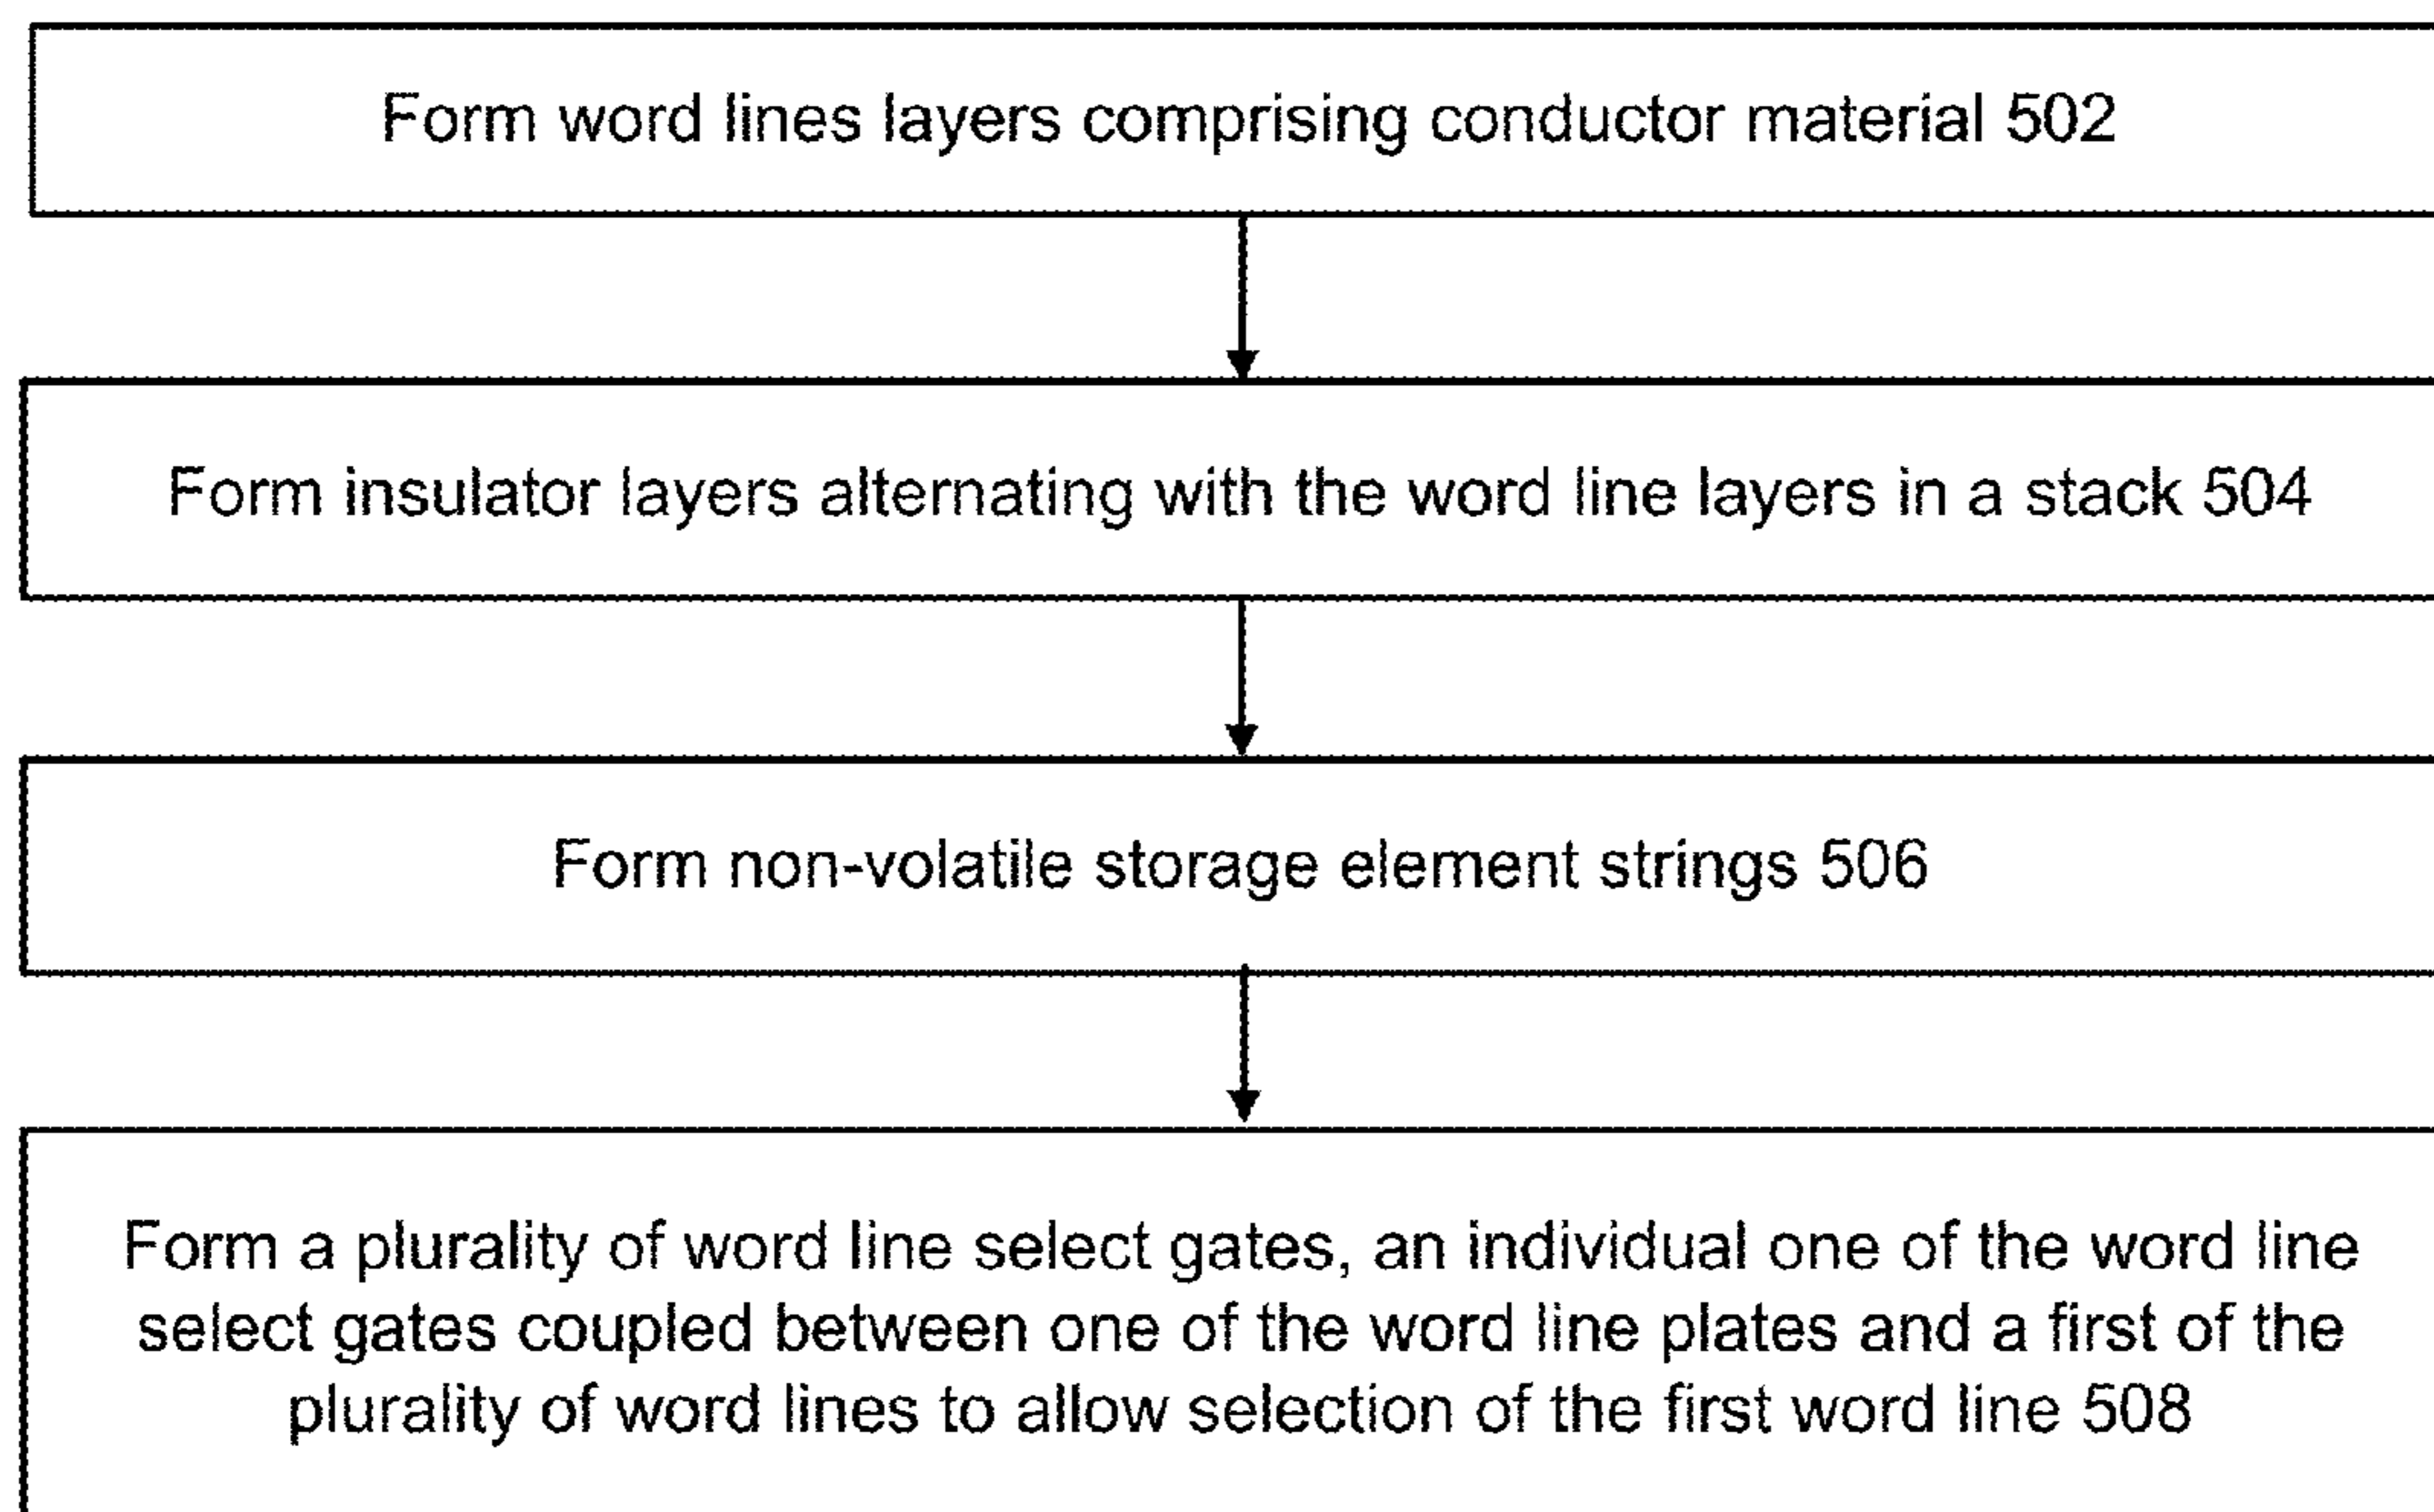 Form word lines layers comprising conductor material 502
Form insulator layers alternating with the word line layers in a stack 504
Form non-volatile storage element strings 506
Form a plurality of word line select gates, an individual one of the word line
select gates coupled between one of the word line plates and a first of the
plurality of word lines to allow selection of the first word line 508